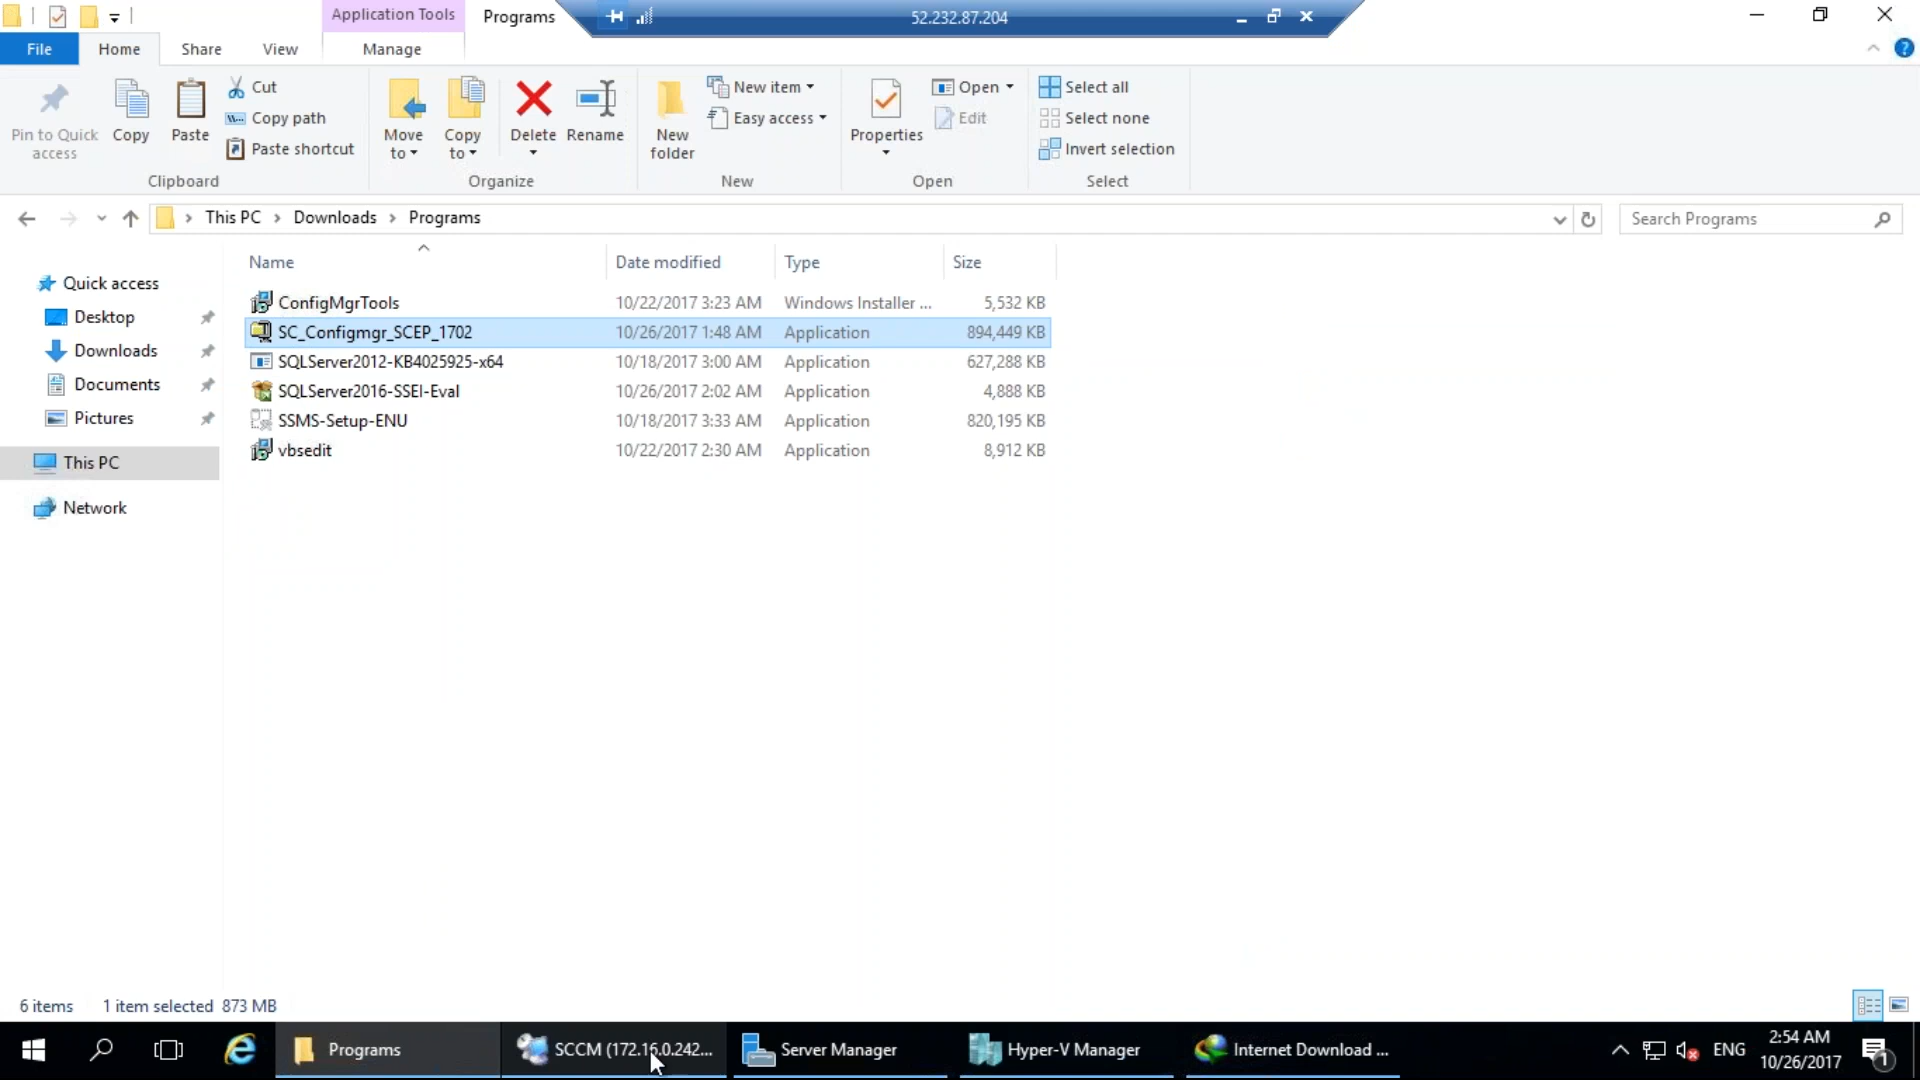 Application Tools
Programs
52.232.87.204
File
Home
Share
View
Manage
Pin to Quick access
Copy
Paste
Cut
Copy path
Paste shortcut
Clipboard
Move to
Copy to
Delete
Rename
Organize
New folder
New item
Easy access
New
Properties
Open
Edit
Open
Select all
Select none
Invert selection
Select
This PC
Downloads
Programs
Search Programs
Name
Date modified
Type
Size
ConfigMgrTools 10/22/2017 3:23 AM Windows Installer ... 5,532 KB
SC_Configmgr_SCEP_1702 10/26/2017 1:48 AM Application 894,449 KB
SQLServer2012-KB4025925-x64 10/18/2017 3:00 AM Application 627,288 KB
SQLServer2016-SSEI-Eval 10/26/2017 2:02 AM Application 4,888 KB
SSMS-Setup-ENU 10/18/2017 3:33 AM Application 820,195 KB
vbsedit 10/22/2017 2:30 AM Application 8,912 KB
Quick access
Desktop
Downloads
Documents
Pictures
This PC
Network
6 items 1 item selected 873 MB
Programs
SCCM (172.16.0.242...
Server Manager
Hyper-V Manager
Internet Download ...
ENG
2:54 AM
10/26/2017
1